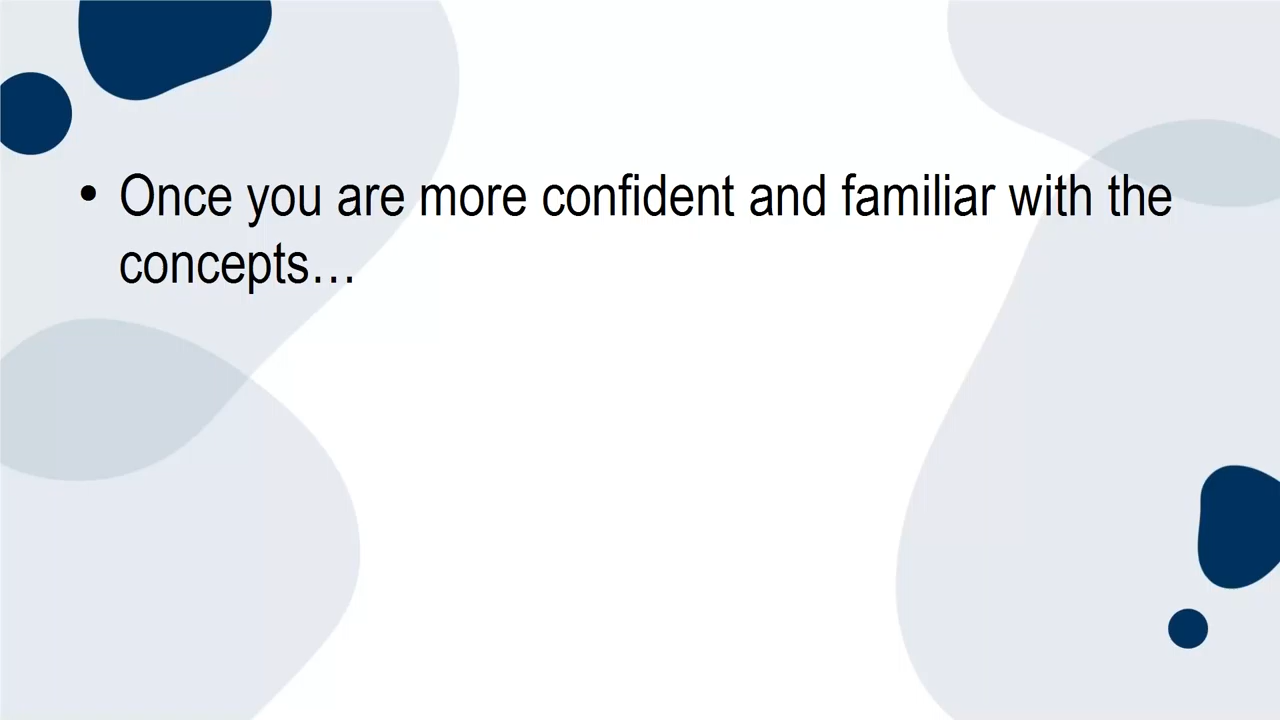 • Once you are more confident and familiar with the
concepts…